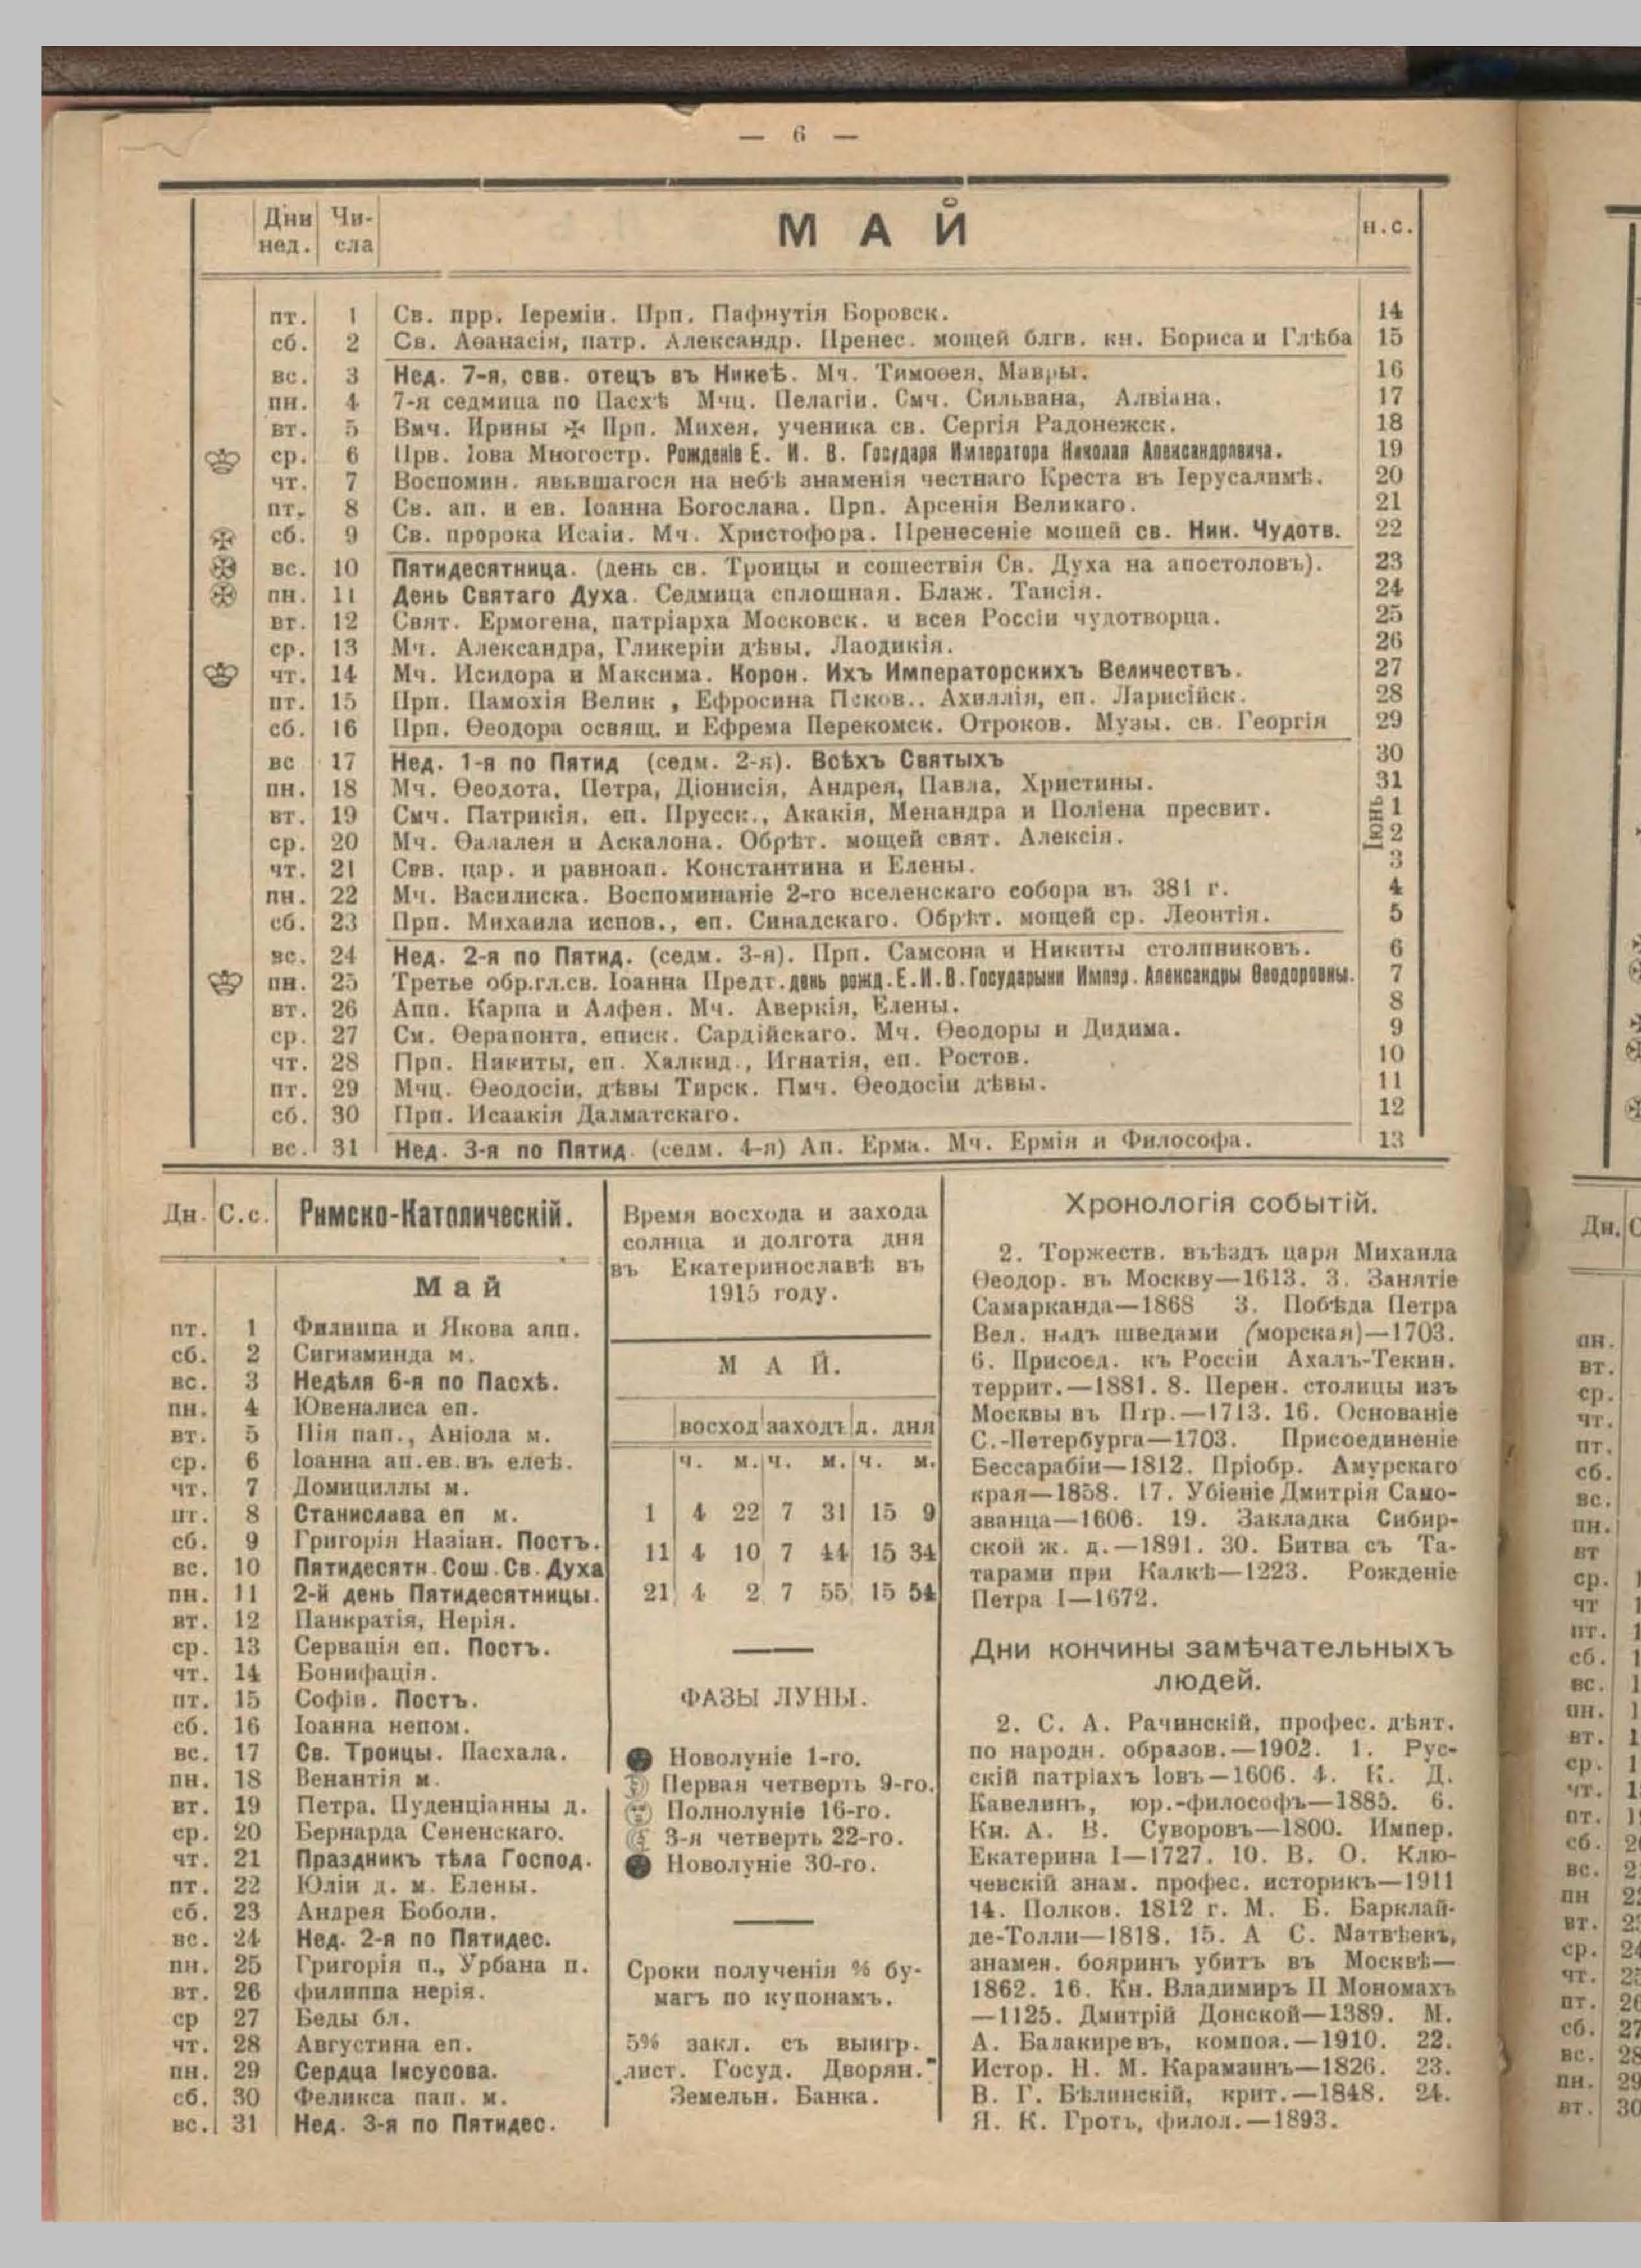 — 6 —
Дни нед. Чи-сла МАЙ н.с.
пт. 1 Св. прр. Іереміи. Прп. Пафнутія Боровск. 14
сб. 2 Св. Аѳанасія, патр. Александр. Пренес. мощей блгв. кн. Бориса и Глѣба 15
вс. 3 Нед. 7-я, свв. отецъ въ Никеѣ. Мч. Тимоѳея, Мавры. 16
пн. 4 7-я седмица по Пасхѣ Мчц. Пелагіи. Смч. Сильвана, Алвіана. 17
вт. 5 Вмч. Ирины ✠ Прп. Михея, ученика св. Сергія Радонежск. 18
ср. 6 Прв. Іова Многостр. Рожденіе Е. И. В. Государя Императора Николая Александровича. 19
чт. 7 Воспомин. явьвшагося на небѣ знаменія честнаго Креста въ Іерусалимѣ. 20
пт. 8 Св. ап. и ев. Іоанна Богослава. Прп. Арсенія Великаго. 21
сб. 9 Св. пророка Исаіи. Мч. Христофора. Пренесеніе мощей св. Ник. Чудотв. 22
вс. 10 Пятидесятница. (день св. Троицы и сошествія Св. Духа на апостоловъ). 23
пн. 11 День Святаго Духа. Седмица сплошная. Блаж. Таисія. 24
вт. 12 Свят. Ермогена, патріарха Московск. и всея Россіи чудотворца. 25
ср. 13 Мч. Александра, Гликеріи дѣвы, Лаодикія. 26
чт. 14 Мч. Исидора и Максима. Корон. Ихъ Императорскихъ Величествъ. 27
пт. 15 Прп. Памохія Велик , Ефросина Псков.. Ахиллія, еп. Ларисійск. 28
сб. 16 Прп. Ѳеодора освящ. и Ефрема Перекомск. Отроков. Музы. св. Георгія 29
вс 17 Нед. 1-я по Пятид (седм. 2-я). Всѣхъ Святыхъ 30
пн. 18 Мч. Ѳеодота, Петра, Діонисія, Андрея, Павла, Христины. 31
вт. 19 Смч. Патрикія, еп. Прусск., Акакія, Менандра и Поліена пресвит. Іюнь 1
ср. 20 Мч. Ѳалалея и Аскалона. Обрѣт. мощей свят. Алексія. 2
чт. 21 Свв. цар. и равноап. Константина и Елены. 3
пн. 22 Мч. Василиска. Воспоминаніе 2-го вселенскаго собора въ 381 г. 4
сб. 23 Прп. Михаила испов., еп. Синадскаго. Обрѣт. мощей ср. Леонтія. 5
вс. 24 Нед. 2-я по Пятид. (седм. 3-я). Прп. Самсона и Никиты столпниковъ. 6
пн. 25 Третье обр.гл.св. Іоанна Предт.день рожд.Е.И.В.Государыни Импер. Александры Ѳеодоровны. 7
вт. 26 Апп. Карпа и Алфея. Мч. Аверкія, Елены. 8
ср. 27 См. Ѳерапонта, еписк. Сардійскаго. Мч. Ѳеодоры и Дидима. 9
чт. 28 Прп. Никиты, еп. Халкид., Игнатія, еп. Ростов. 10
пт. 29 Мчц. Ѳеодосіи, дѣвы Тирск. Пмч. Ѳеодосіи дѣвы. 11
сб. 30 Прп. Исаакія Далматскаго. 12
вс. 31 Нед. 3-я по Пятид. (седм. 4-я) Ап. Ерма. Мч. Ермія и Философа. 13
Дн. С.с. Римско-Католическій.
Май
пт. 1 Филиппа и Якова апп.
сб. 2 Сигизминда м.
вс. 3 Недѣля 6-я по Пасхѣ.
пн. 4 Ювеналиса еп.
вт. 5 Пія пап., Аніола м.
ср. 6 Іоанна ап.ев.въ елеѣ.
чт. 7 Домициллы м.
пт. 8 Станислава еп м.
сб. 9 Григорія Назіан. Постъ.
вс. 10 Пятидесятн.Сош.Св.Духа
пн. 11 2-й день Пятидесятницы.
вт. 12 Панкратія, Нерія.
ср. 13 Сервація еп. Постъ.
чт. 14 Бонифація.
пт. 15 Софіи. Постъ.
сб. 16 Іоанна непом.
вс. 17 Св. Троицы. Пасхала.
пн. 18 Венантія м.
вт. 19 Петра, Пуденціанны д.
ср. 20 Бернарда Сененскаго.
чт. 21 Праздникъ тѣла Господ.
пт. 22 Юліи д. м. Елены.
сб. 23 Андрея Боболи.
вс. 24 Нед. 2-я по Пятидес.
пн. 25 Григорія п., Урбана п.
вт. 26 филиппа нерія.
ср 27 Беды бл.
чт. 28 Августина еп.
пн. 29 Сердца Іисусова.
сб. 30 Феликса пап. м.
вс. 31 Нед. 3-я по Пятидес.
Время восхода и захода
солнца и долгота дня
въ Екатеринославѣ въ
1915 году.
МАЙ.
восход заходъ д. дня
ч. м. ч. м. ч. м.
1 4 22 7 31 15 9
11 4 10 7 44 15 34
21 4 2 7 55 15 54
ФАЗЫ ЛУНЫ.
Новолуніе 1-го.
Первая четверть 9-го.
Полнолуніе 16-го.
3-я четверть 22-го.
Новолуніе 30-го.
Сроки полученія % бу-
магъ по купонамъ.
5% закл. съ выигр.
лист. Госуд. Дворян.
Земельн. Банка.
Хронологія событій.
2. Торжеств. въѣздъ царя Михаила
Ѳеодор. въ Москву—1613. 3. Занятіе
Самарканда—1868 3. Побѣда Петра
Вел. надъ шведами (морская)—1703.
6. Присоед. къ Россіи Ахалъ-Текин.
террит.—1881. 8. Перен. столицы изъ
Москвы въ Пгр.—1713. 16. Основаніе
С.-Петербурга—1703. Присоединеніе
Бессарабіи—1812. Пріобр. Амурскаго
края—1858. 17. Убіеніе Дмитрія Само-
званца—1606. 19. Закладка Сибир-
ской ж. д.—1891. 30. Битва съ Та-
тарами при Калкѣ—1223. Рожденіе
Петра І—1672.
Дни кончины замѣчательныхъ
людей.
2. С. А. Рачинскій, профес. дѣят.
по народн. образов.—1902. 1. Рус-
скій патріахъ Іовъ—1606. 4. К. Д.
Кавелинъ, юр.-философъ—1885. 6.
Кн. А. В. Суворовъ—1800. Импер.
Екатерина І—1727. 10. В. О. Клю-
чевскій знам. профес. историкъ—1911
14. Полков. 1812 г. М. Б. Барклай-
де-Толли—1818. 15. А С. Матвѣевъ,
знамен. бояринъ убитъ въ Москвѣ—
1862. 16. Кн. Владимиръ II Мономахъ
—1125. Дмитрій Донской—1389. М.
А. Балакиревъ, композ.—1910. 22.
Истор. Н. М. Карамзинъ—1826. 23.
В. Г. Бѣлинскій, крит.—1848. 24.
Я. К. Гротъ, филол.—1893.